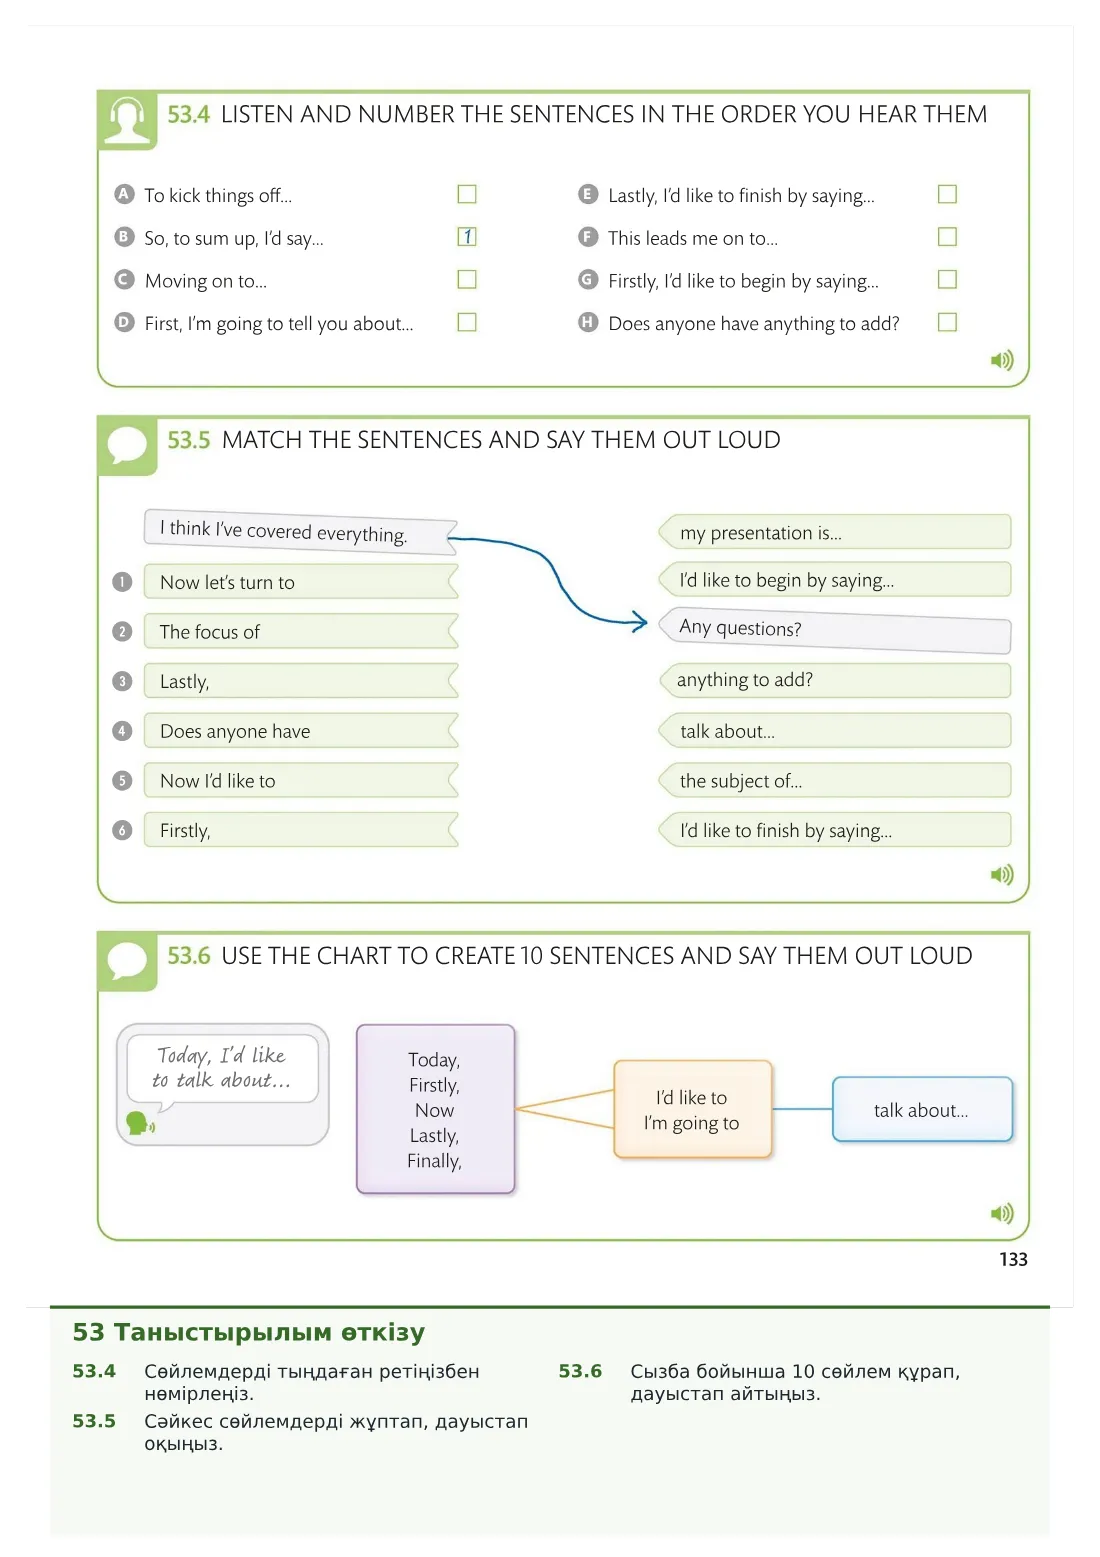 53.4 LISTEN AND NUMBER THE SENTENCES IN THE ORDER YOU HEAR THEM
A To kick things off...
B So, to sum up, I'd say... 1
C Moving on to...
D First, I'm going to tell you about...
E Lastly, I'd like to finish by saying...
F This leads me on to...
G Firstly, I'd like to begin by saying...
H Does anyone have anything to add?
53.5 MATCH THE SENTENCES AND SAY THEM OUT LOUD
I think I've covered everything.
1 Now let's turn to
2 The focus of
3 Lastly,
4 Does anyone have
5 Now I'd like to
6 Firstly,
my presentation is...
I'd like to begin by saying...
Any questions?
anything to add?
talk about...
the subject of...
I'd like to finish by saying...
53.6 USE THE CHART TO CREATE 10 SENTENCES AND SAY THEM OUT LOUD
Today, I'd like
to talk about...
Today,
Firstly,
Now
Lastly,
Finally,
I'd like to
I'm going to
talk about...
133
53 Таныстырылым өткізу
53.4 Сөйлемдерді тыңдаған ретіңізбен
нөмірлеңіз.
53.5 Сәйкес сөйлемдерді жұптап, дауыстап
оқыңыз.
53.6 Сызба бойынша 10 сөйлем құрап,
дауыстап айтыңыз.